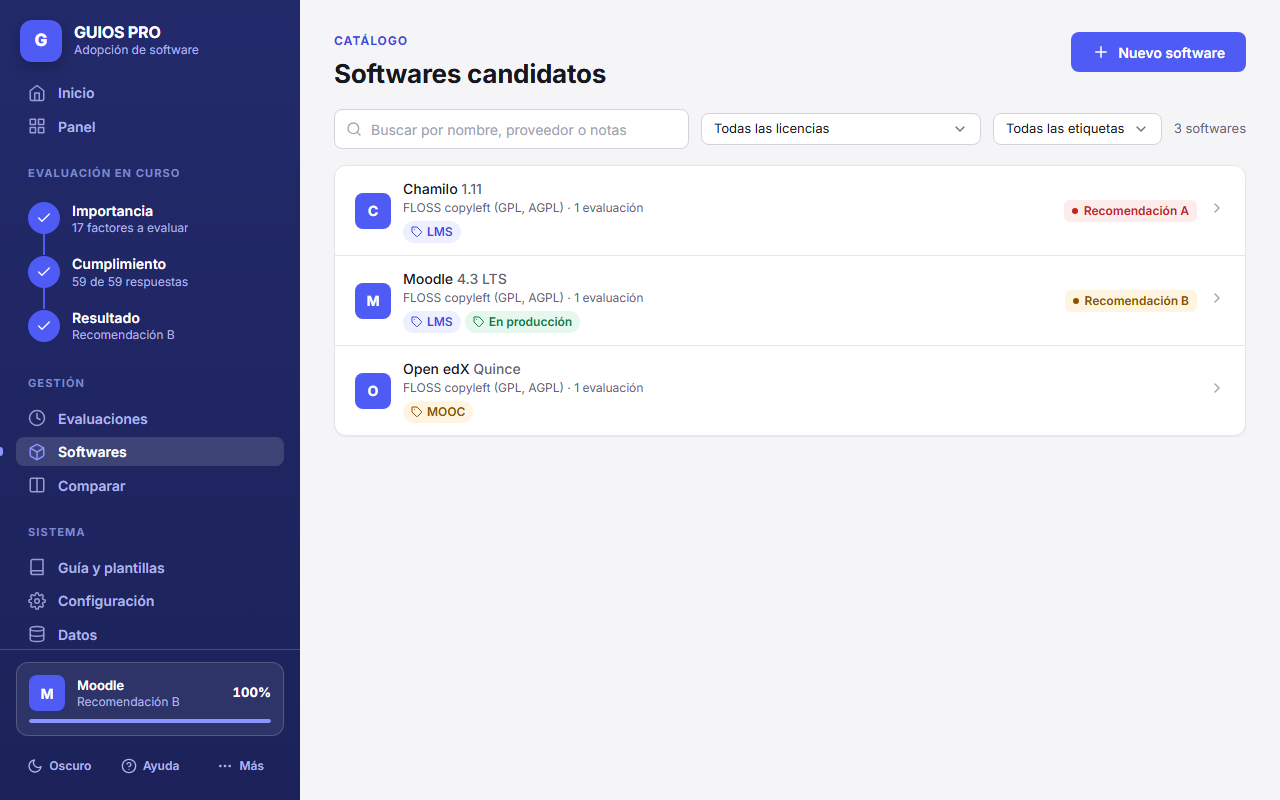 G
GUIOS PRO
Adopción de software
Inicio
Panel
EVALUACIÓN EN CURSO
Importancia
17 factores a evaluar
Cumplimiento
59 de 59 respuestas
Resultado
Recomendación B
GESTIÓN
Evaluaciones
Softwares
Comparar
SISTEMA
Guía y plantillas
Configuración
Datos
M
Moodle
Recomendación B
100%
Oscuro
Ayuda
Más
CATÁLOGO
Softwares candidatos
Nuevo software
Buscar por nombre, proveedor o notas
Todas las licencias
Todas las etiquetas
3 softwares
C
Chamilo 1.11
FLOSS copyleft (GPL, AGPL) · 1 evaluación
LMS
Recomendación A
M
Moodle 4.3 LTS
FLOSS copyleft (GPL, AGPL) · 1 evaluación
LMS
En producción
Recomendación B
O
Open edX Quince
FLOSS copyleft (GPL, AGPL) · 1 evaluación
MOOC